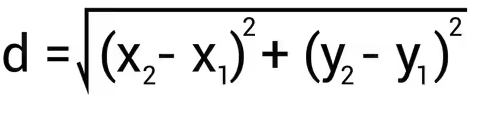 d = √(x₂ - x₁)² + (y₂ - y₁)²